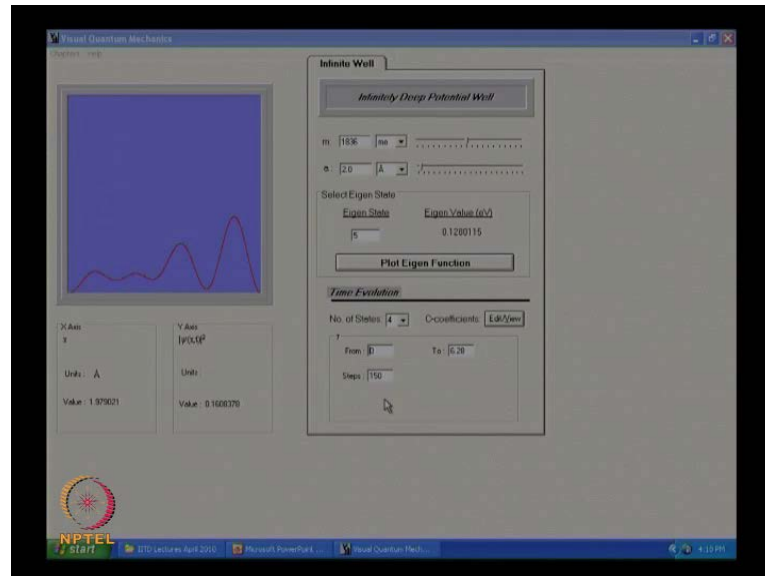 Visual Quantum Mechanics
Chapters Help
Infinite Well
Infinitely Deep Potential Well
m: 1836 me
a: 2.0 Å
Select Eigen State
Eigen State Eigen Value (eV)
5 0.1280115
Plot Eigen Function
Time Evolution
No. of States: 4 C-coefficients: Edit/View
From: 0 To: 6.28
Steps: 150
X Axis
x
Units: Å
Value: 1.979021
Y Axis
|ψ(x,t)|²
Units
Value: 0.1608370
NPTEL
start IITD Lectures April 2010 Microsoft PowerPoint ... Visual Quantum Mech... 4:10 PM